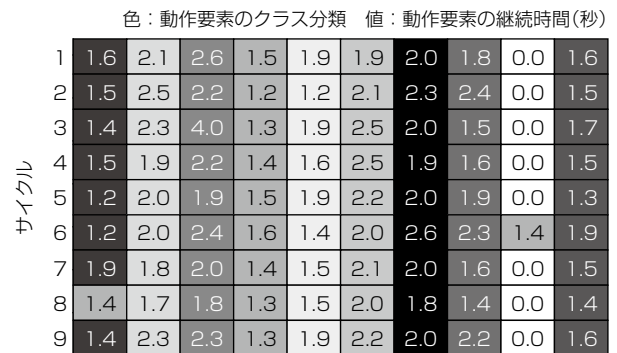 色：動作要素のクラス分類　値：動作要素の継続時間(秒)
サイクル
1 1.6 2.1 2.6 1.5 1.9 1.9 2.0 1.8 0.0 1.6
2 1.5 2.5 2.2 1.2 1.2 2.1 2.3 2.4 0.0 1.5
3 1.4 2.3 4.0 1.3 1.9 2.5 2.0 1.5 0.0 1.7
4 1.5 1.9 2.2 1.4 1.6 2.5 1.9 1.6 0.0 1.5
5 1.2 2.0 1.9 1.5 1.9 2.2 2.0 1.9 0.0 1.3
6 1.2 2.0 2.4 1.6 1.4 2.0 2.6 2.3 1.4 1.9
7 1.9 1.8 2.0 1.4 1.5 2.1 2.0 1.6 0.0 1.5
8 1.4 1.7 1.8 1.3 1.5 2.0 1.8 1.4 0.0 1.4
9 1.4 2.3 2.3 1.3 1.9 2.2 2.0 2.2 0.0 1.6